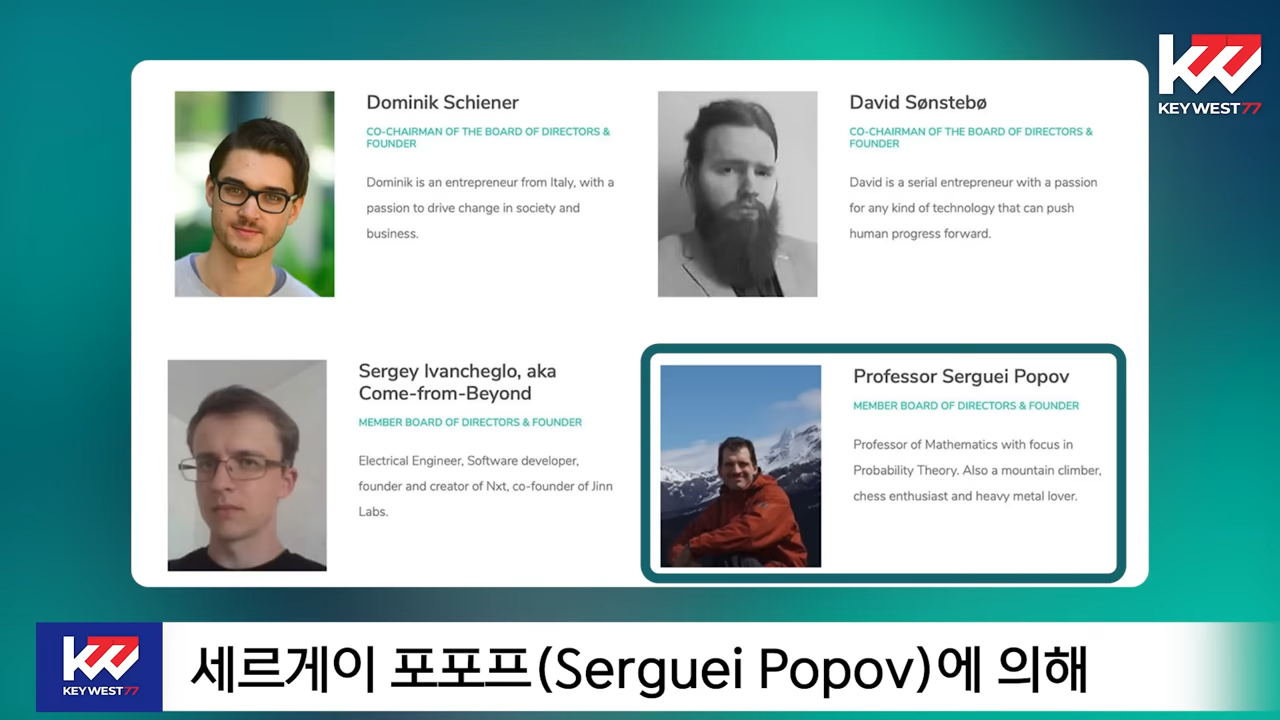 KEY WEST 77
Dominik Schiener
CO-CHAIRMAN OF THE BOARD OF DIRECTORS &
FOUNDER
Dominik is an entrepreneur from Italy, with a
passion to drive change in society and
business.
David Sønstebø
CO-CHAIRMAN OF THE BOARD OF DIRECTORS &
FOUNDER
David is a serial entrepreneur with a passion
for any kind of technology that can push
human progress forward.
Sergey Ivancheglo, aka
Come-from-Beyond
MEMBER BOARD OF DIRECTORS & FOUNDER
Electrical Engineer, Software developer,
founder and creator of Nxt, co-founder of Jinn
Labs.
Professor Serguei Popov
MEMBER BOARD OF DIRECTORS & FOUNDER
Professor of Mathematics with focus in
Probability Theory. Also a mountain climber,
chess enthusiast and heavy metal lover.
KEY WEST 77
세르게이 포포프(Serguei Popov)에 의해